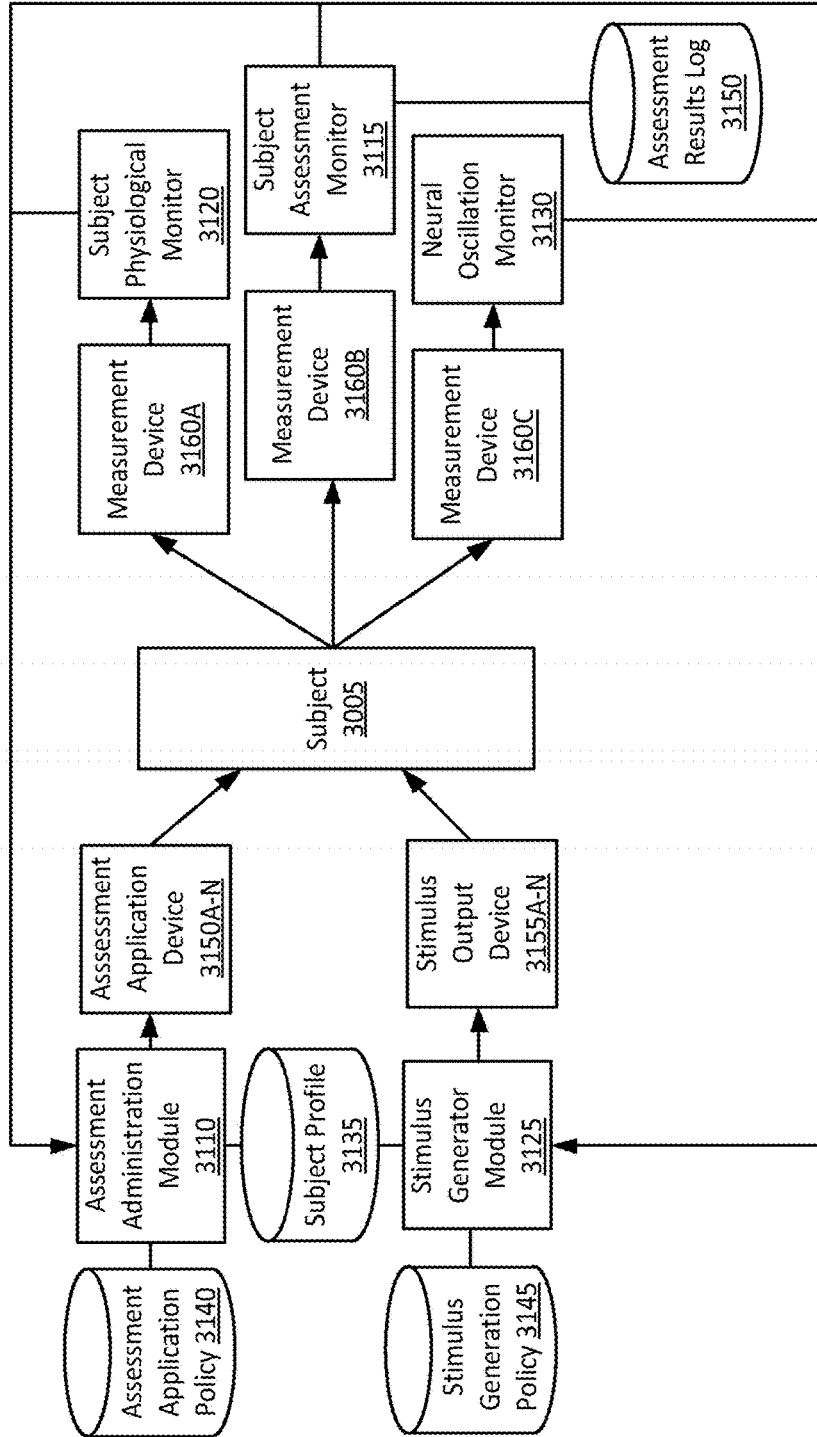 Assessment
Application
Policy 3140
Assessment
Administration
Module
3110
Asssessment
Application
Device
3150A-N
Subject Profile
3135
Stimulus
Generation
Policy 3145
Stimulus
Generator
Module
3125
Stimulus
Output
Device
3155A-N
Subject
3005
Measurement
Device
3160A
Subject
Physiological
Monitor
3120
Measurement
Device
3160B
Subject
Assessment
Monitor
3115
Measurement
Device
3160C
Neural
Oscillation
Monitor
3130
Assessment
Results Log
3150